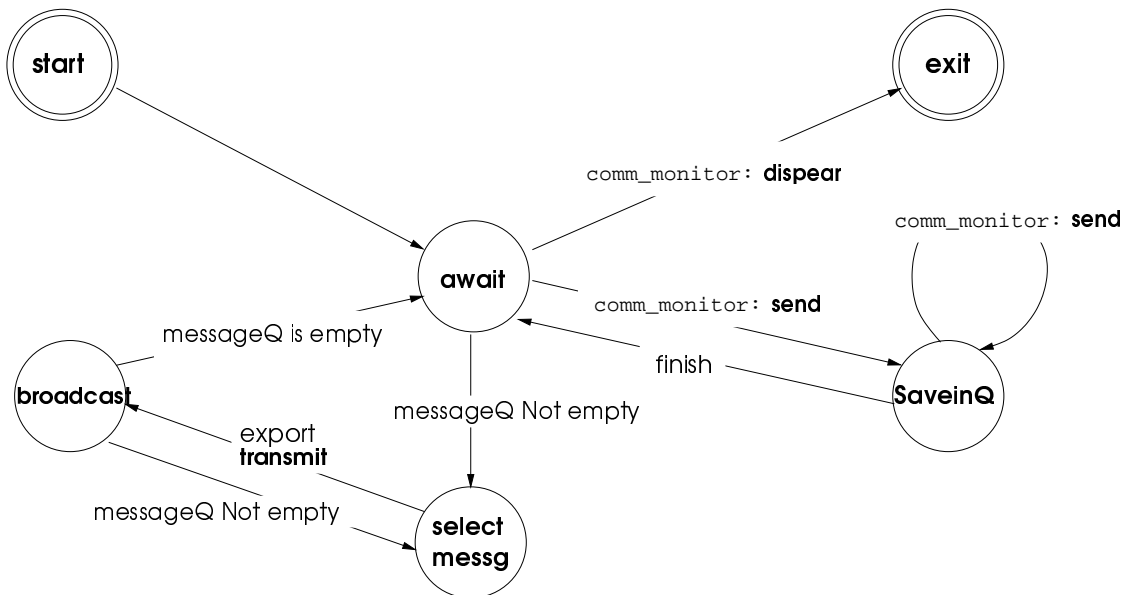 start
exit
comm_monitor: dispear
comm_monitor: send
await
comm_monitor: send
messageQ is empty
finish
broadcast
SaveinQ
messageQ Not empty
export
transmit
messageQ Not empty
select
messg